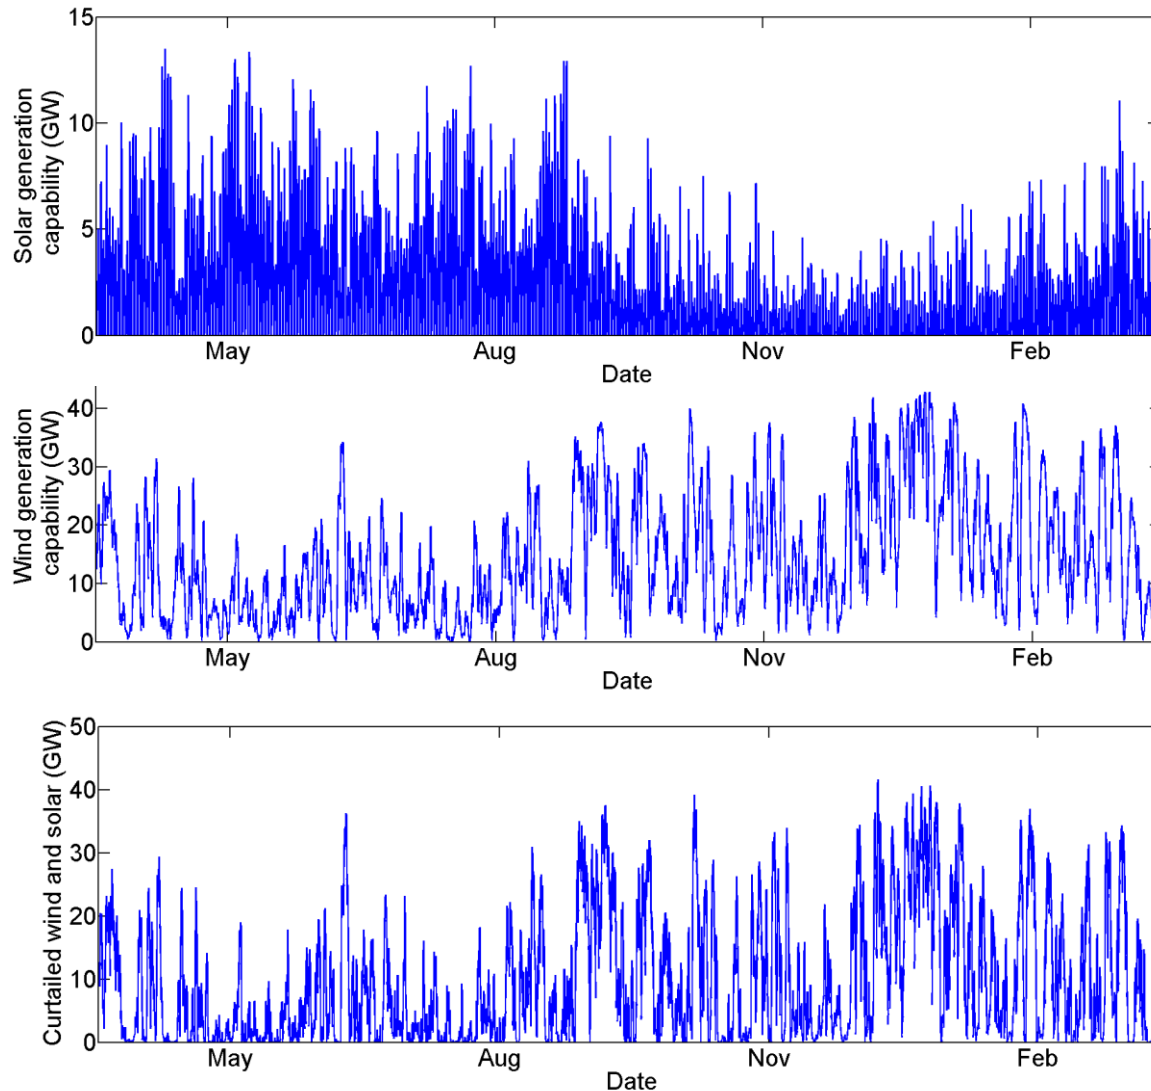 Solar generation
capability (GW)
15
10
5
0
May Aug Nov Feb
Date
Wind generation
capability (GW)
40
30
20
10
0
May Aug Nov Feb
Date
Curtailed wind and solar (GW)
50
40
30
20
10
0
May Aug Nov Feb
Date